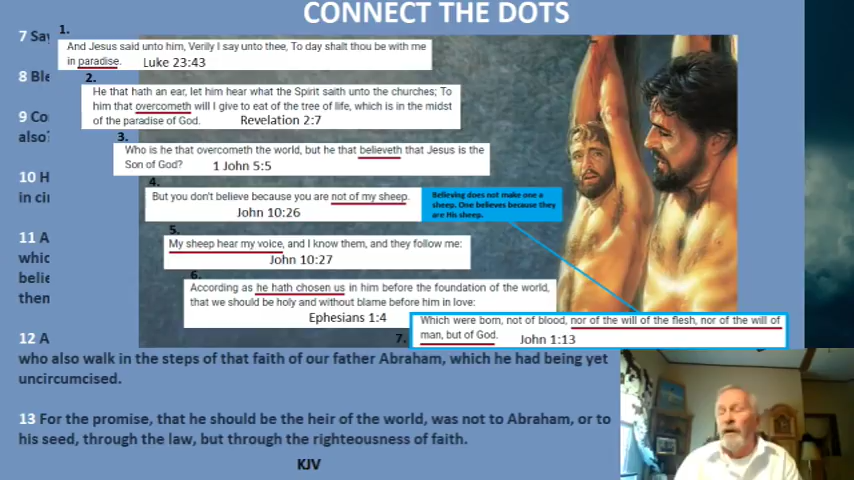 CONNECT THE DOTS
1.
And Jesus said unto him, Verily I say unto thee, To day shalt thou be with me
in paradise. Luke 23:43
2.
He that hath an ear, let him hear what the Spirit saith unto the churches; To
him that overcometh will I give to eat of the tree of life, which is in the midst
of the paradise of God. Revelation 2:7
3.
Who is he that overcometh the world, but he that believeth that Jesus is the
Son of God? 1 John 5:5
4.
But you don't believe because you are not of my sheep.
John 10:26
Believing does not make one a
sheep. One believes because they
are His sheep.
5.
My sheep hear my voice, and I know them, and they follow me:
John 10:27
6.
According as he hath chosen us in him before the foundation of the world,
that we should be holy and without blame before him in love:
Ephesians 1:4
7.
Which were born, not of blood, nor of the will of the flesh, nor of the will of
man, but of God. John 1:13
7
8
9
also?
10
in
11
12
who also walk in the steps of that faith of our father Abraham, which he had being yet
uncircumcised.
13 For the promise, that he should be the heir of the world, was not to Abraham, or to
his seed, through the law, but through the righteousness of faith.
KJV